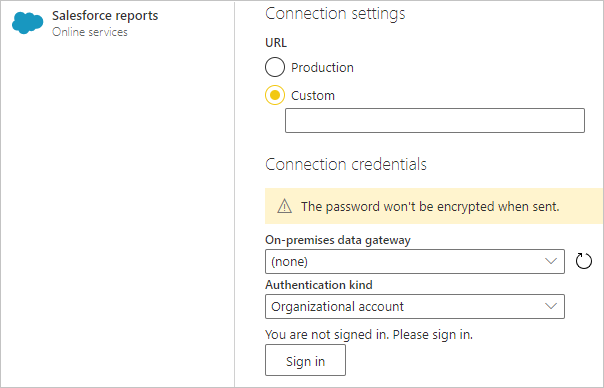 Salesforce reports
Online services
Connection settings
URL
Production
Custom
Connection credentials
The password won't be encrypted when sent.
On-premises data gateway
(none)
Authentication kind
Organizational account
You are not signed in. Please sign in.
Sign in